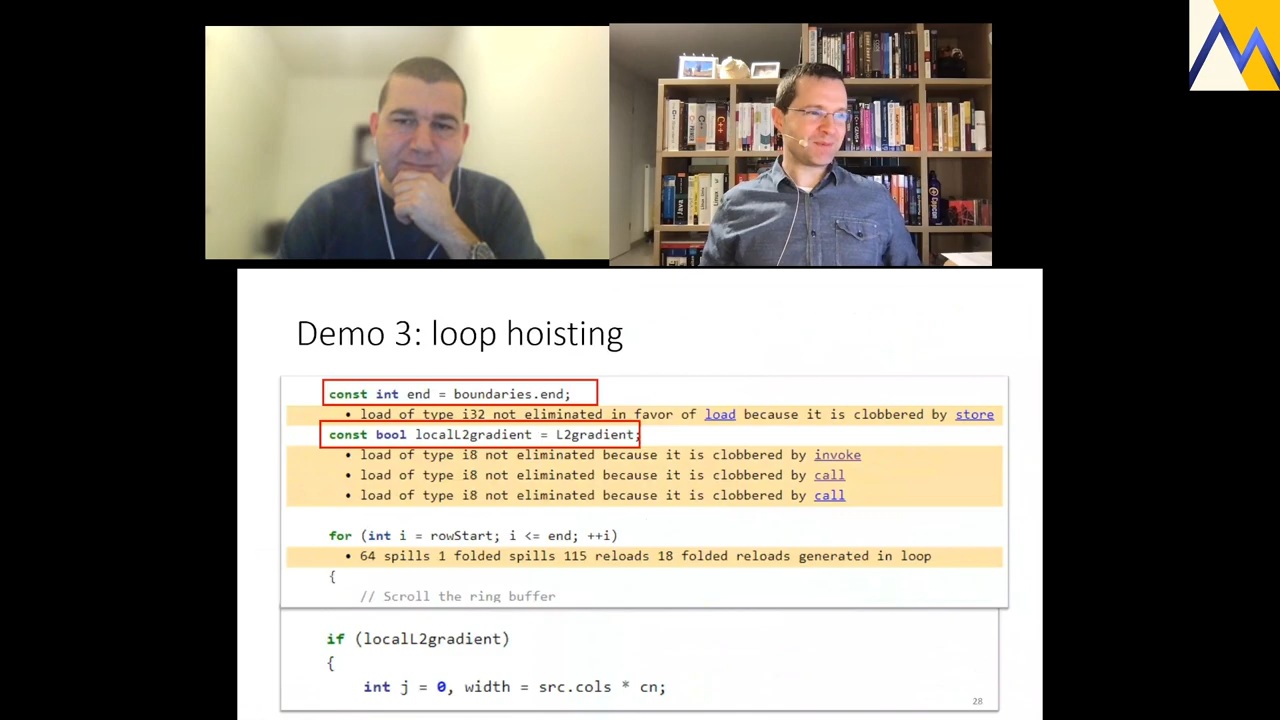 C++
C++
Java
Linux
C++
Demo 3: loop hoisting
const int end = boundaries.end;
• load of type i32 not eliminated in favor of load because it is clobbered by store
const bool localL2gradient = L2gradient;
• load of type i8 not eliminated because it is clobbered by invoke
• load of type i8 not eliminated because it is clobbered by call
• load of type i8 not eliminated because it is clobbered by call
for (int i = rowStart; i <= end; ++i)
• 64 spills 1 folded spills 115 reloads 18 folded reloads generated in loop
{
// Scroll the ring buffer
if (localL2gradient)
{
int j = 0, width = src.cols * cn;
28